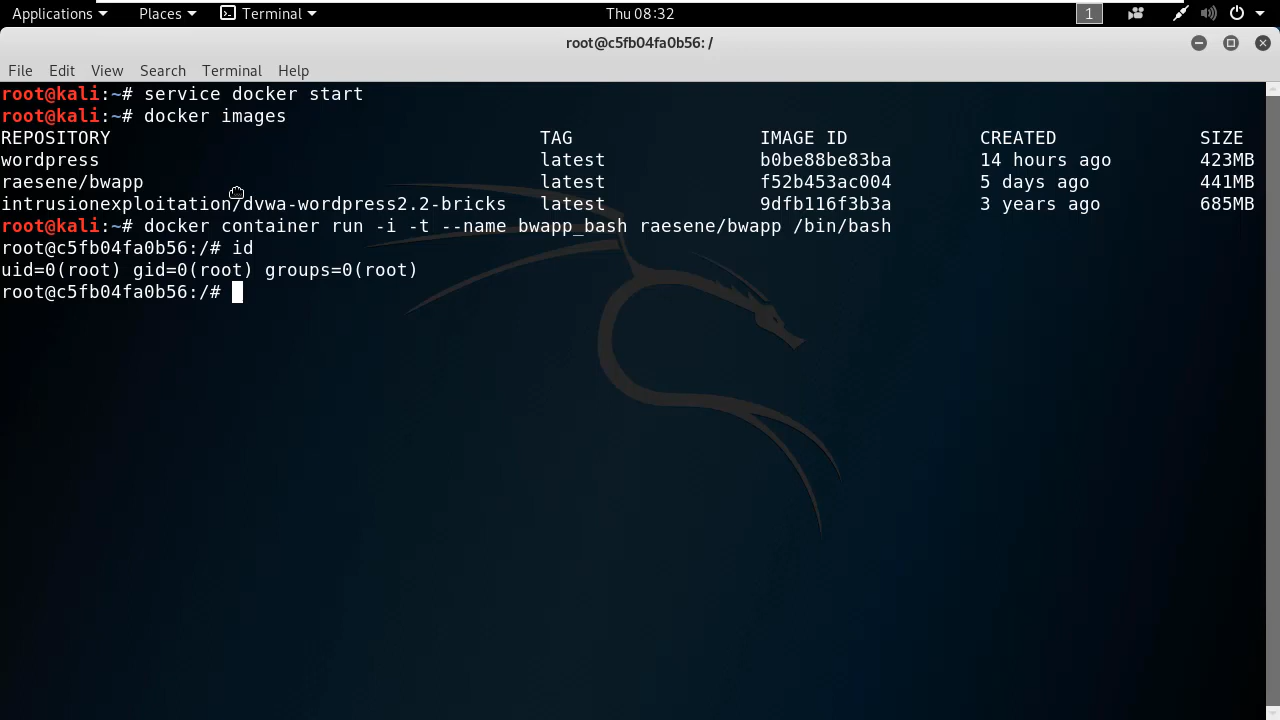 Applications Places Terminal Thu 08:32 1
root@c5fb04fa0b56: /
File Edit View Search Terminal Help
root@kali:~# service docker start
root@kali:~# docker images
REPOSITORY TAG IMAGE ID CREATED SIZE
wordpress latest b0be88be83ba 14 hours ago 423MB
raesene/bwapp latest f52b453ac004 5 days ago 441MB
intrusionexploitation/dvwa-wordpress2.2-bricks latest 9dfb116f3b3a 3 years ago 685MB
root@kali:~# docker container run -i -t --name bwapp_bash raesene/bwapp /bin/bash
root@c5fb04fa0b56:/# id
uid=0(root) gid=0(root) groups=0(root)
root@c5fb04fa0b56:/#